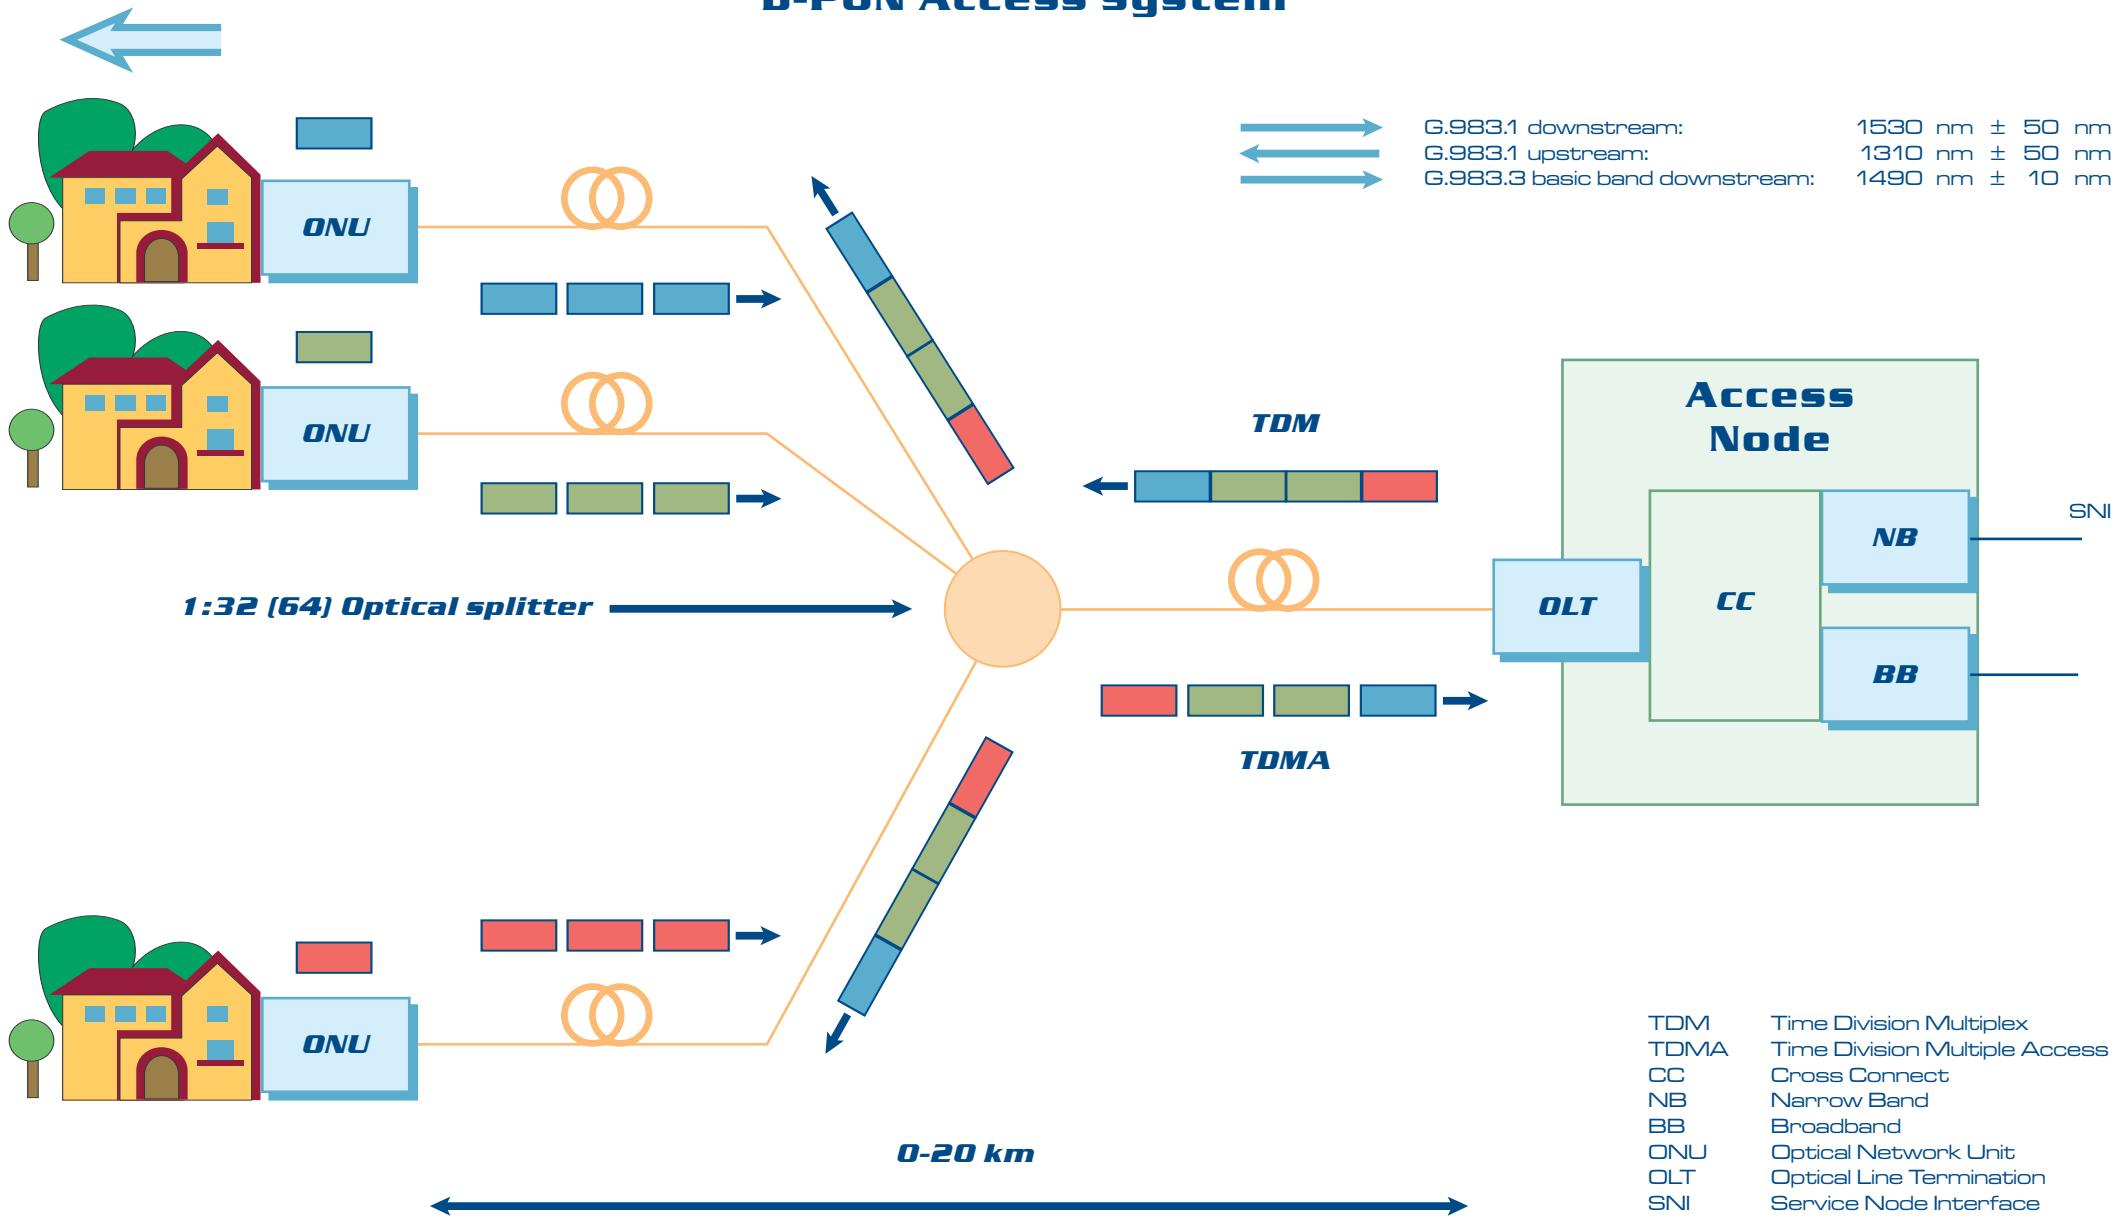 B-PON Access system
G.983.1 downstream: 1530 nm ± 50 nm
G.983.1 upstream: 1310 nm ± 50 nm
G.983.3 basic band downstream: 1490 nm ± 10 nm
ONU
ONU
TDM
Access
Node
SNI
NB
1:32 (64) Optical splitter
OLT
CC
BB
TDMA
ONU
0-20 km
TDM Time Division Multiplex
TDMA Time Division Multiple Access
CC Cross Connect
NB Narrow Band
BB Broadband
ONU Optical Network Unit
OLT Optical Line Termination
SNI Service Node Interface